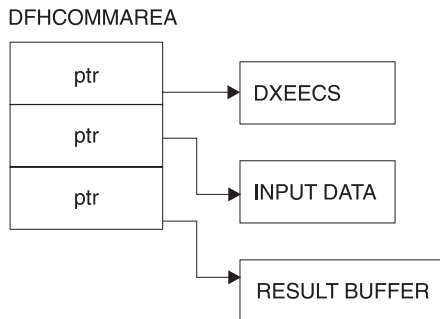 DFHCOMMAREA
ptr
DXEECS
ptr
INPUT DATA
ptr
RESULT BUFFER